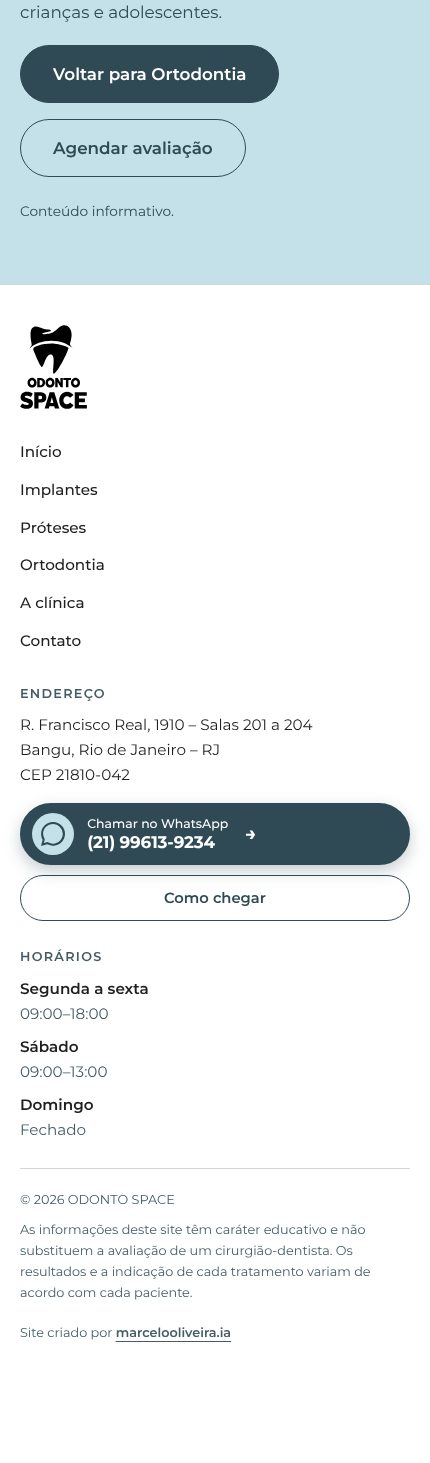 crianças e adolescentes.
Voltar para Ortodontia
Agendar avaliação
Conteúdo informativo.
ODONTO
SPACE
Início
Implantes
Próteses
Ortodontia
A clínica
Contato
ENDEREÇO
R. Francisco Real, 1910 – Salas 201 a 204
Bangu, Rio de Janeiro – RJ
CEP 21810-042
Chamar no WhatsApp
(21) 99613-9234 →
Como chegar
HORÁRIOS
Segunda a sexta
09:00–18:00
Sábado
09:00–13:00
Domingo
Fechado
© 2026 ODONTO SPACE
As informações deste site têm caráter educativo e não
substituem a avaliação de um cirurgião-dentista. Os
resultados e a indicação de cada tratamento variam de
acordo com cada paciente.
Site criado por marcelooliveira.ia